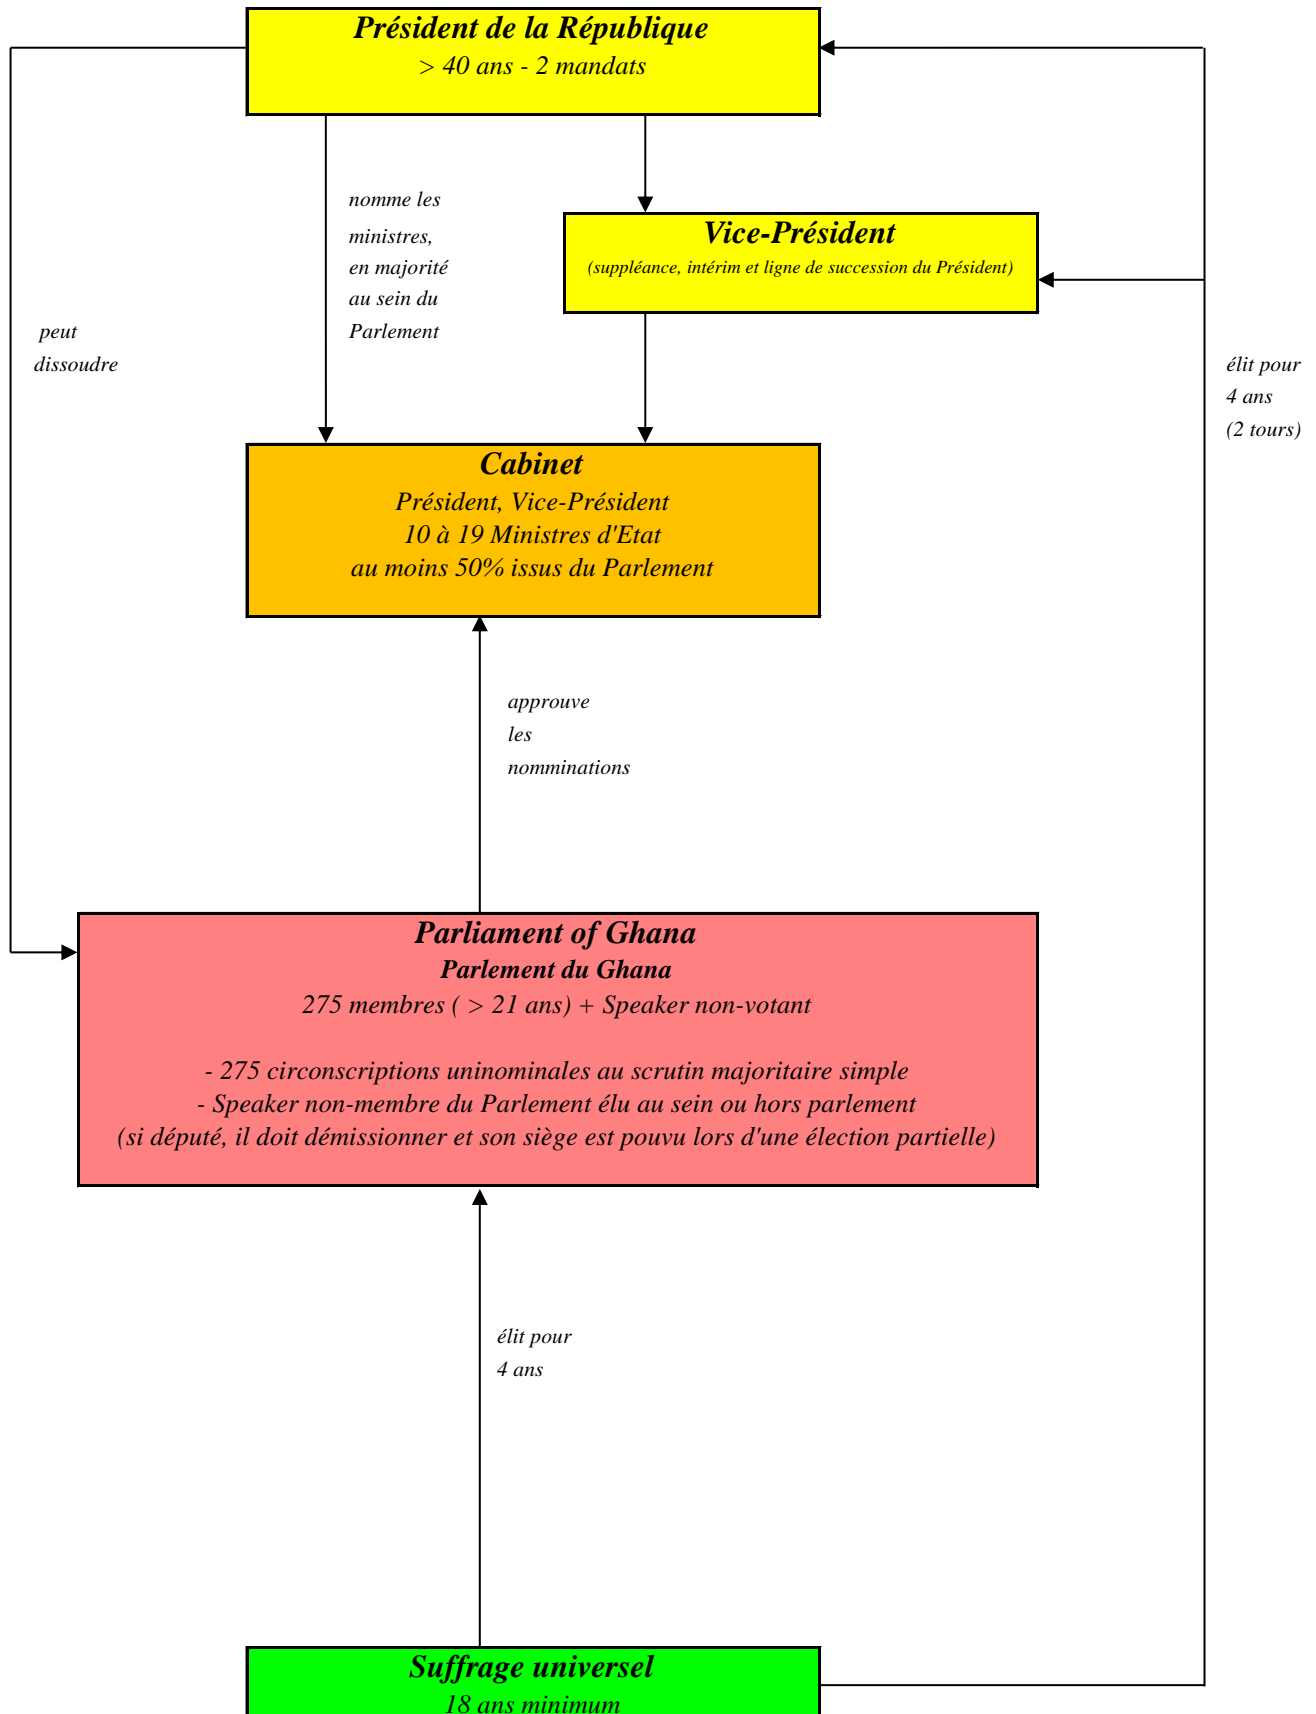 Président de la République
> 40 ans - 2 mandats
nomme les
ministres,
en majorité
au sein du
Parlement
Vice-Président
(suppléance, intérim et ligne de succession du Président)
peut
dissoudre
élit pour
4 ans
(2 tours)
Cabinet
Président, Vice-Président
10 à 19 Ministres d'Etat
au moins 50% issus du Parlement
approuve
les
nomminations
Parliament of Ghana
Parlement du Ghana
275 membres ( > 21 ans) + Speaker non-votant
- 275 circonscriptions uninominales au scrutin majoritaire simple
- Speaker non-membre du Parlement élu au sein ou hors parlement
(si député, il doit démissionner et son siège est pouvu lors d'une élection partielle)
élit pour
4 ans
Suffrage universel
18 ans minimum